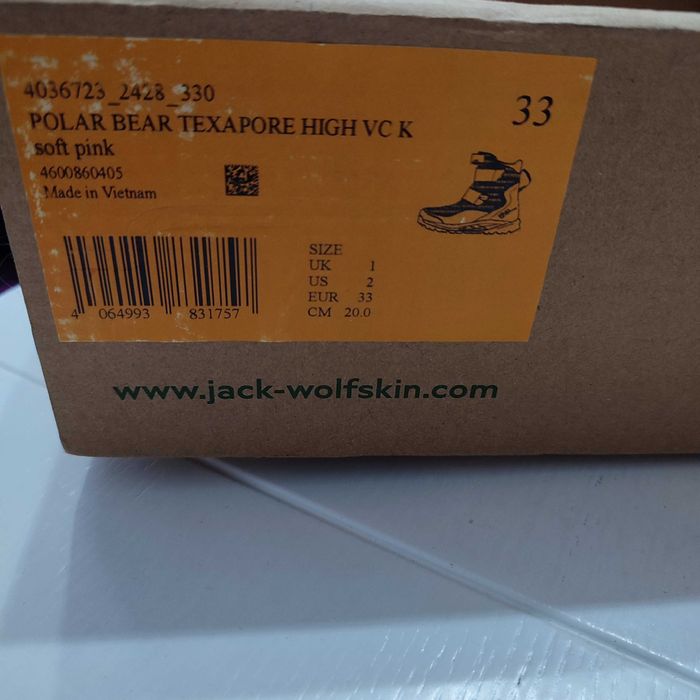 4036723_2428_330
33
POLAR BEAR TEXAPORE HIGH VC K
soft pink
4600860405
Made in Vietnam
SIZE
UK 1
US 2
EUR 33
CM 20.0
4 064993 831757
www.jack-wolfskin.com